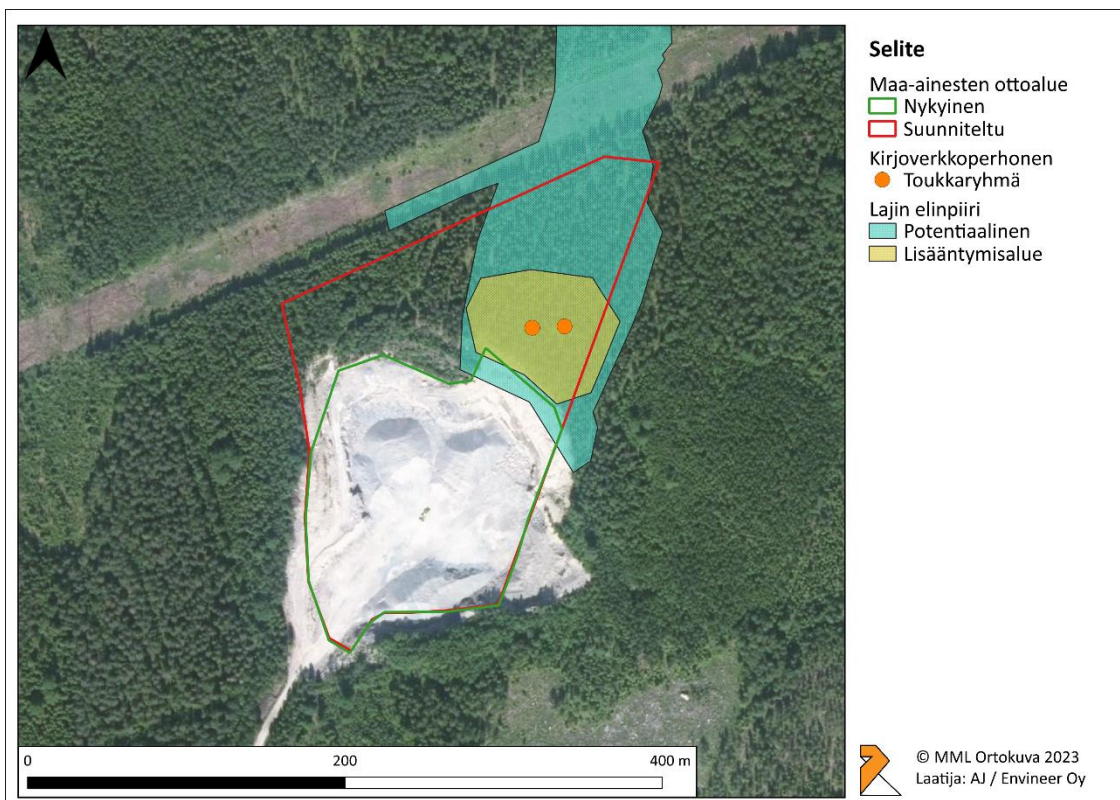 Selite
Maa-ainesten ottoalue
Nykyinen
Suunniteltu
Kirjoverkkoperhonen
Toukkaryhmä
Lajin elinpiiri
Potentiaalinen
Lisääntymisalue
0 200 400 m
© MML Ortokuva 2023
Laatija: AJ / Envineer Oy